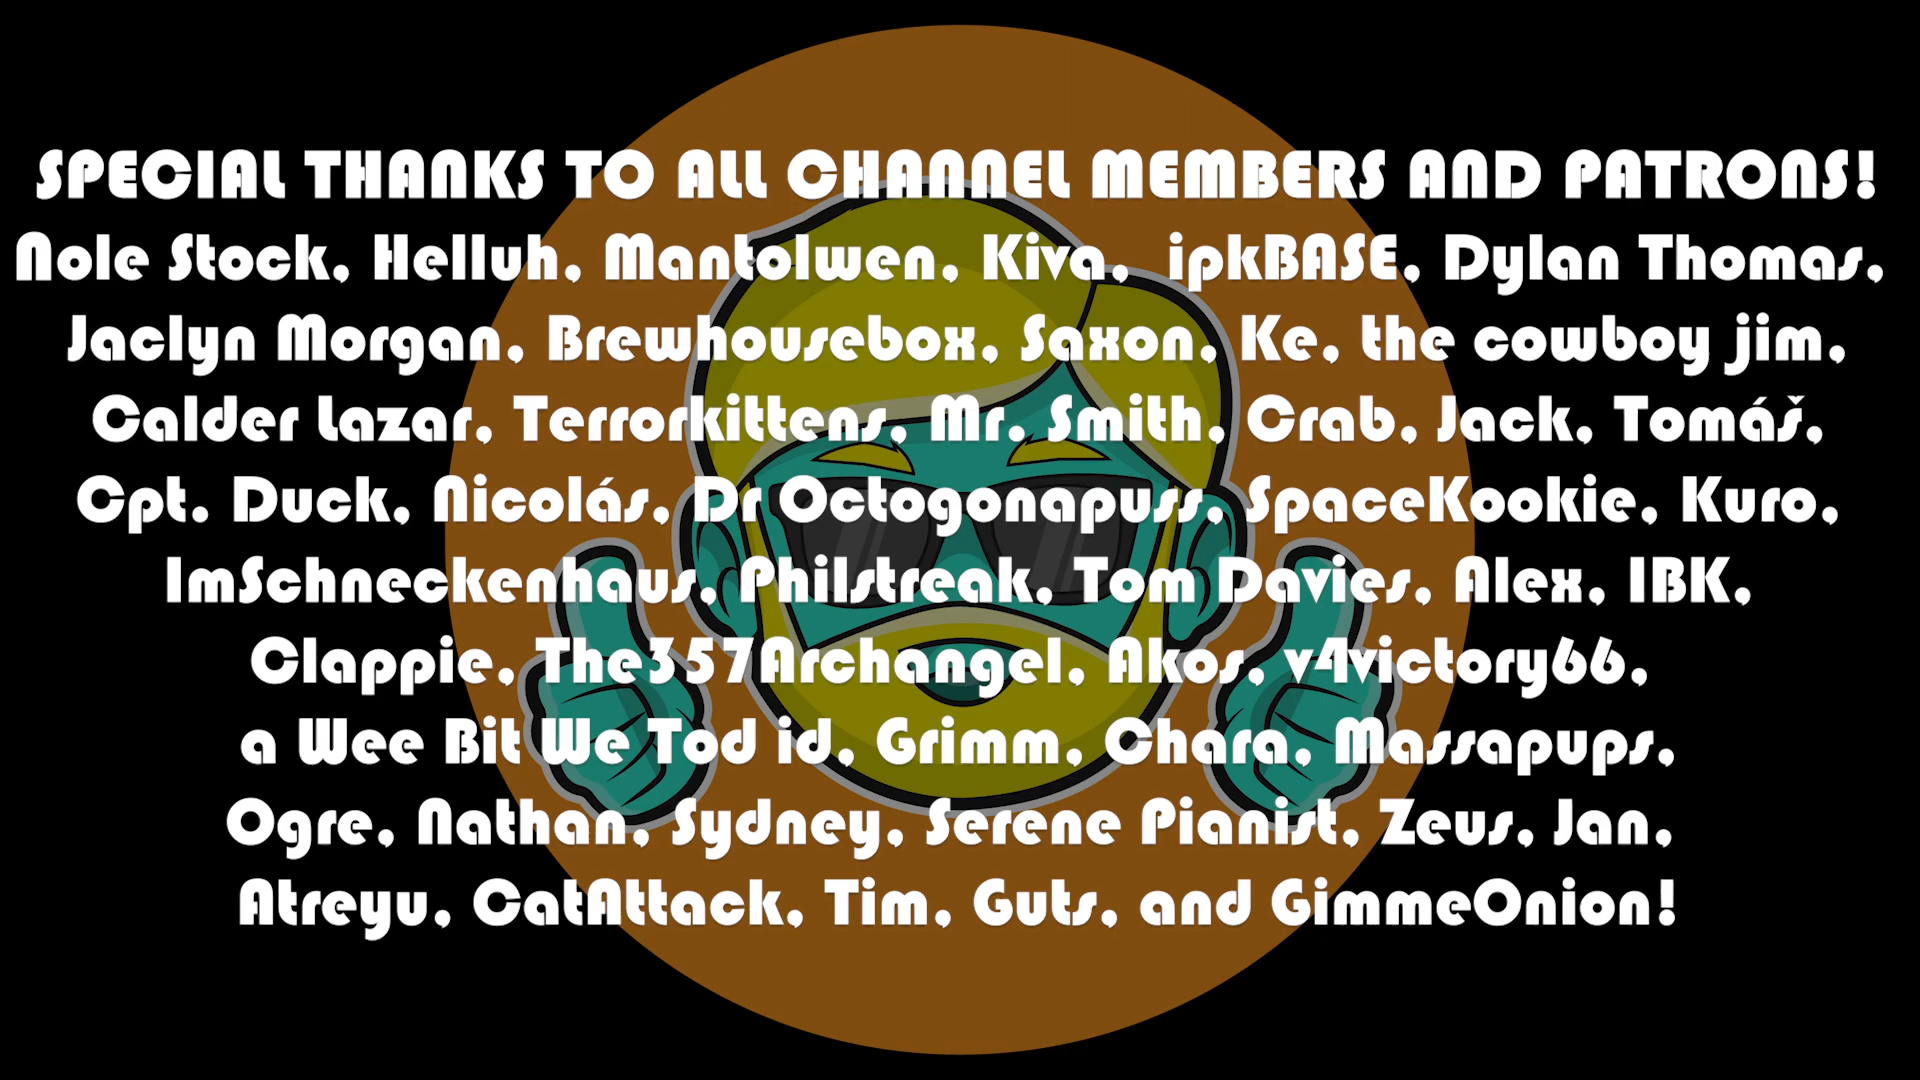 SPECIAL THANKS TO ALL CHANNEL MEMBERS AND PATRONS!
Nole Stock, Helluh, Mantolwen, Kiva, ipkBASE, Dylan Thomas,
Jaclyn Morgan, Brewhousebox, Saxon, Ke, the cowboy jim,
Calder Lazar, Terrorkittens, Mr. Smith, Crab, Jack, Tomáš,
Cpt. Duck, Nicolás, Dr Octogonapuss, SpaceKookie, Kuro,
ImSchneckenhaus, Philstreak, Tom Davies, Alex, IBK,
Clappie, The357Archangel, Akos, v4victory66,
a Wee Bit We Tod id, Grimm, Chara, Massapups,
Ogre, Nathan, Sydney, Serene Pianist, Zeus, Jan,
Atreyu, CatAttack, Tim, Guts, and GimmeOnion!